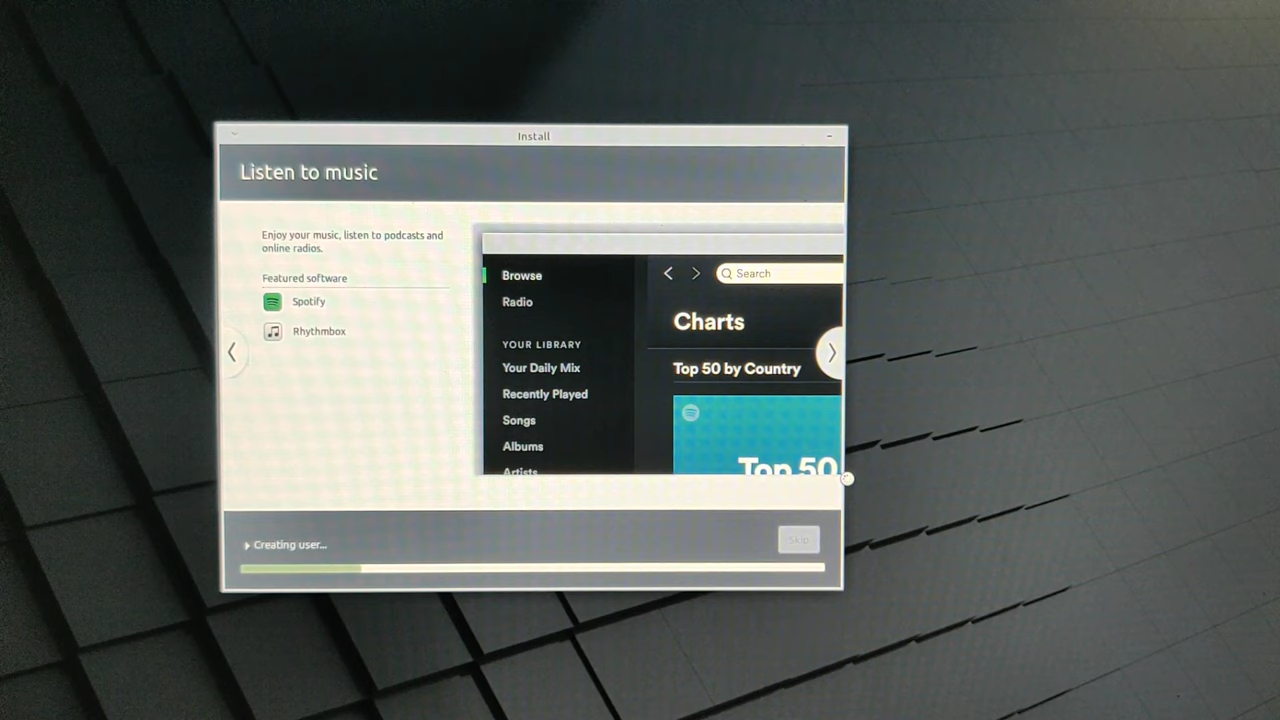 Install
Listen to music
Enjoy your music, listen to podcasts and
online radios.
Featured software
Spotify
Rhythmbox
Browse
Radio
YOUR LIBRARY
Your Daily Mix
Recently Played
Songs
Albums
Artists
Search
Charts
Top 50 by Country
Top 50
Creating user...
Skip